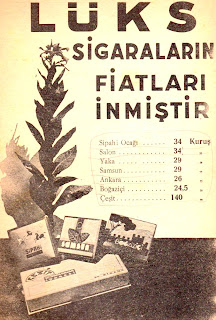 LÜKS
SİGARALARIN
FİATLARI
İNMİŞTİR
Sipahi Ocağı .......... 34 Kuruş
Salon .......... 34 „
Yaka .......... 29 „
Samsun .......... 29 „
Ankara .......... 26 „
Boğaziçi .......... 24.5 „
Çeşit .......... 140 „